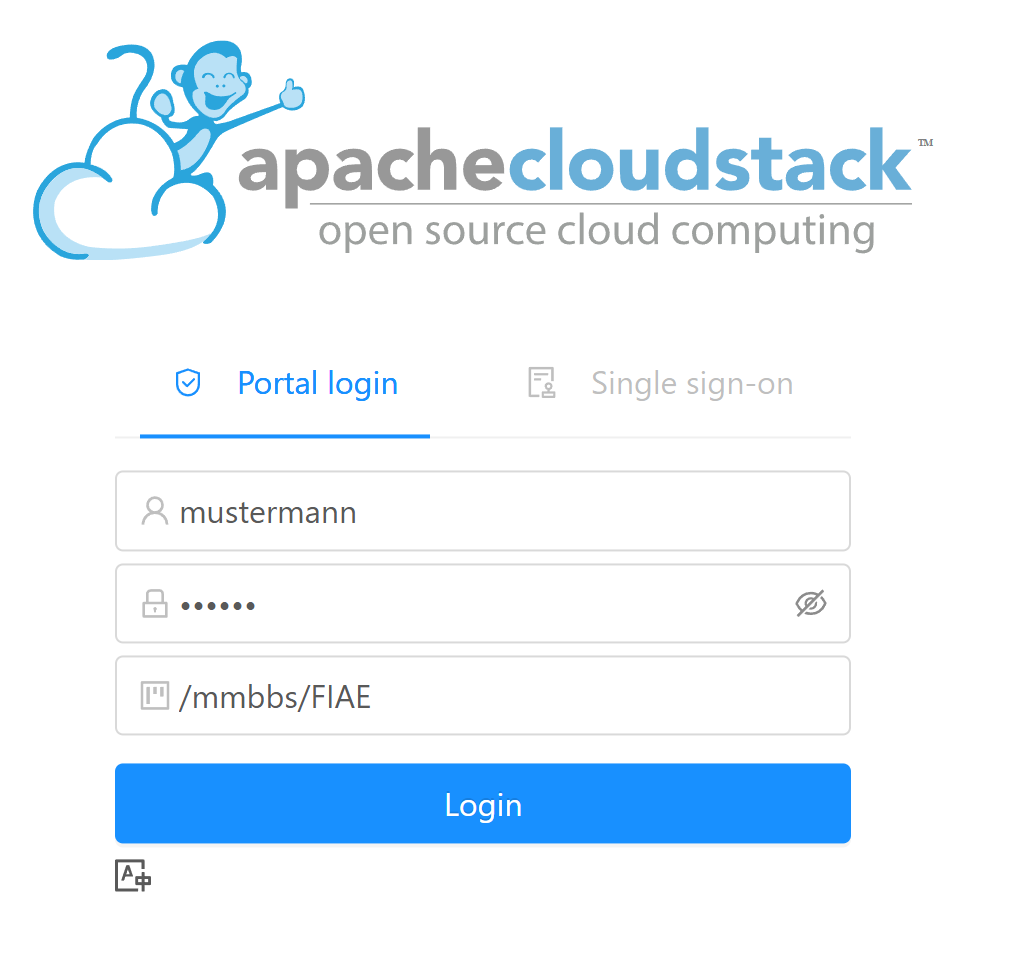 apachecloudstack™
open source cloud computing
Portal login
Single sign-on
mustermann
••••••
/mmbbs/FIAE
Login